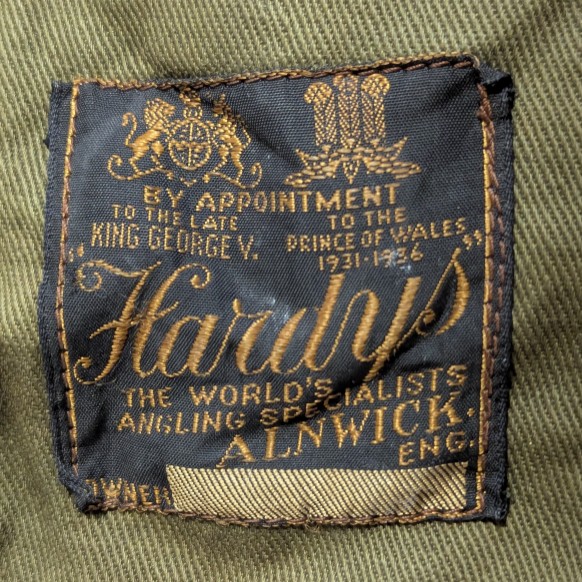 BY APPOINTMENT
TO THE LATE
KING GEORGE V.
TO THE
PRINCE OF WALES
1931-1936
"Hardys"
THE WORLD'S
ANGLING SPECIALISTS
ALNWICK.
ENG.
OWNER